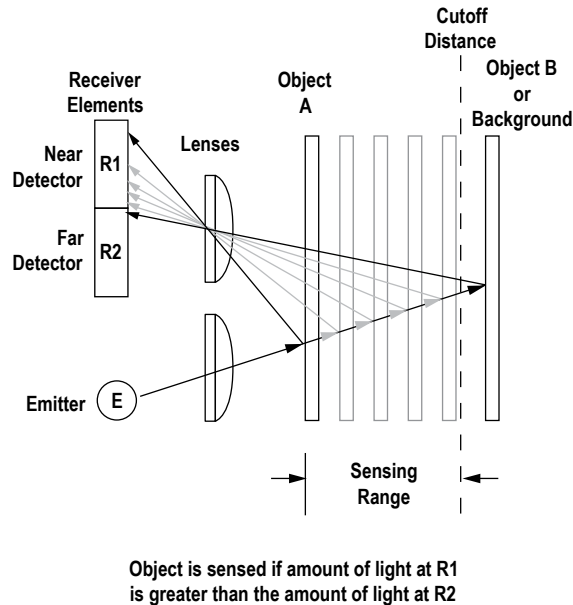 Cutoff
Distance
Receiver
Elements
Object
A
Object B
or
Background
Lenses
Near
Detector
R1
Far
Detector
R2
Emitter
E
Sensing
Range
Object is sensed if amount of light at R1
is greater than the amount of light at R2